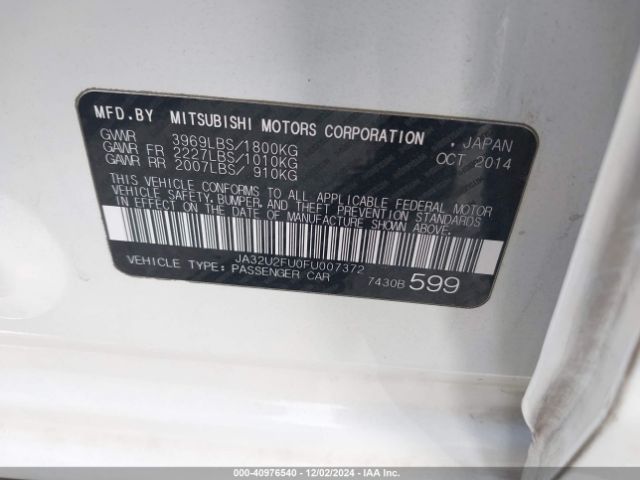 MFD.BY MITSUBISHI MOTORS CORPORATION , JAPAN
GVWR 3969LBS/1800KG OCT 2014
GAWR FR 2227LBS/1010KG
GAWR RR 2007LBS/ 910KG
THIS VEHICLE CONFORMS TO ALL APPLICABLE FEDERAL MOTOR
VEHICLE SAFETY, BUMPER, AND THEFT PREVENTION STANDARDS
IN EFFECT ON THE DATE OF MANUFACTURE SHOWN ABOVE.
JA32U2FU0FU007372
VEHICLE TYPE: PASSENGER CAR 7430B 599
000-40976540 - 12/02/2024 - IAAI.COM